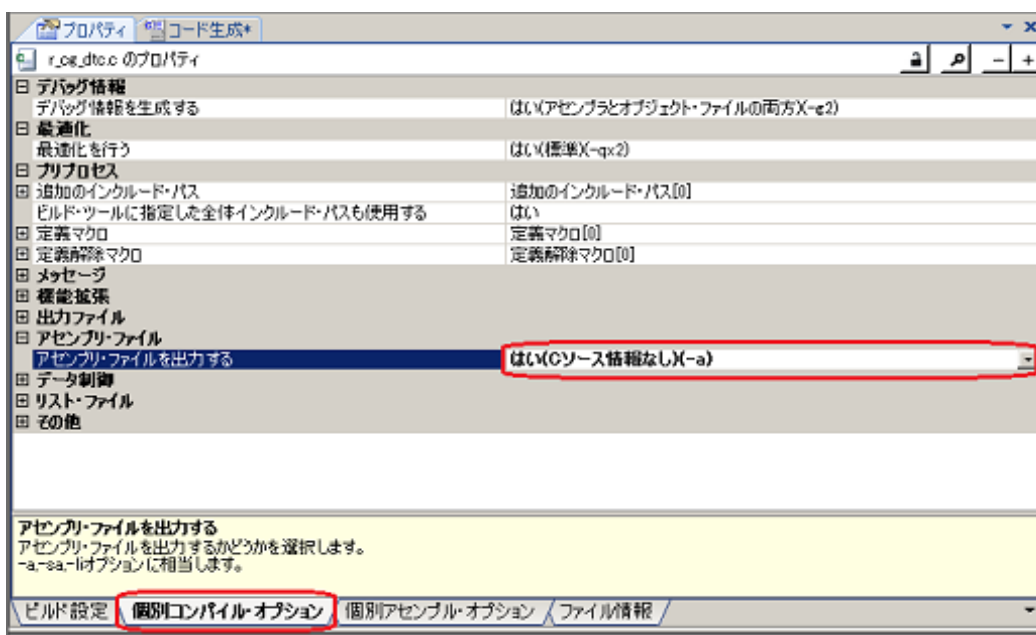 プロパティ コード生成*
r_cg_dtc.c のプロパティ - +
デバッグ情報
デバッグ情報を生成する はい(アセンブラとオブジェクト・ファイルの両方)(-g2)
最適化
最適化を行う はい(標準)(-qx2)
プリプロセス
追加のインクルード・パス 追加のインクルード・パス[0]
ビルド・ツールに指定した全体インクルード・パスも使用する はい
定義マクロ 定義マクロ[0]
定義解除マクロ 定義解除マクロ[0]
メッセージ
機能拡張
出力ファイル
アセンブリ・ファイル
アセンブリ・ファイルを出力する はい(Cソース情報なし)(-a)
データ制御
リスト・ファイル
その他
アセンブリ・ファイルを出力する
アセンブリ・ファイルを出力するかどうかを選択します。
-a,-sa,-liオプションに相当します。
ビルド設定 個別コンパイル・オプション 個別アセンブル・オプション ファイル情報